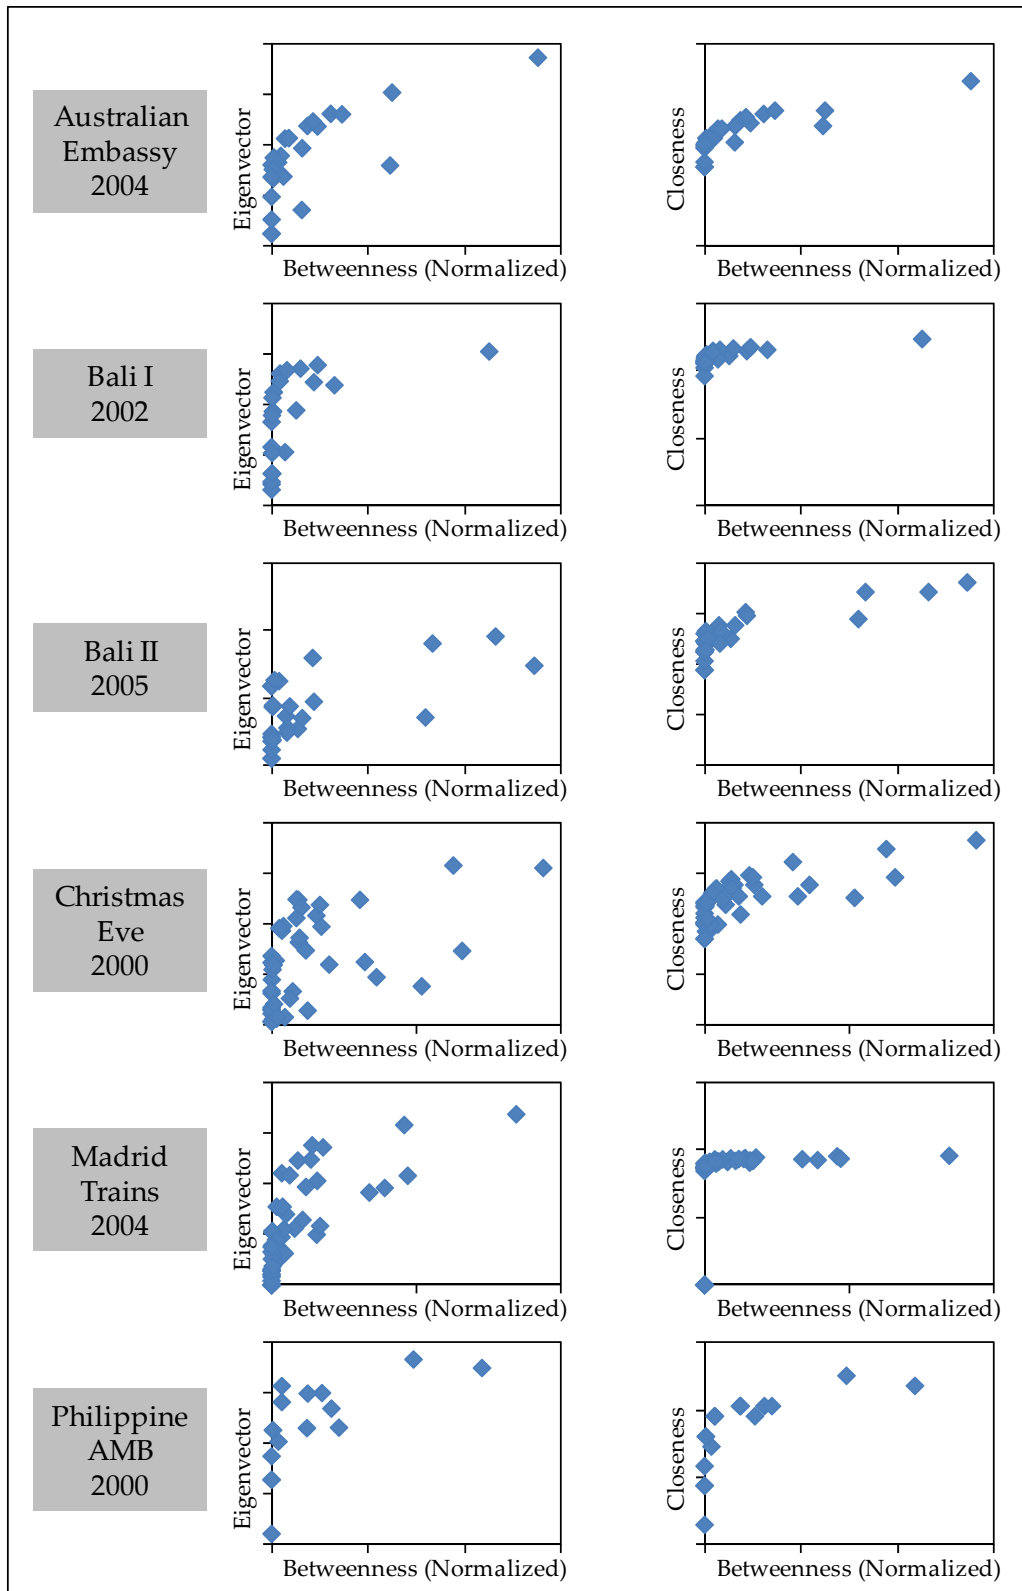 Australian
Embassy
2004
Eigenvector
Betweenness (Normalized)
Closeness
Betweenness (Normalized)
Bali I
2002
Eigenvector
Betweenness (Normalized)
Closeness
Betweenness (Normalized)
Bali II
2005
Eigenvector
Betweenness (Normalized)
Closeness
Betweenness (Normalized)
Christmas
Eve
2000
Eigenvector
Betweenness (Normalized)
Closeness
Betweenness (Normalized)
Madrid
Trains
2004
Eigenvector
Betweenness (Normalized)
Closeness
Betweenness (Normalized)
Philippine
AMB
2000
Eigenvector
Betweenness (Normalized)
Closeness
Betweenness (Normalized)